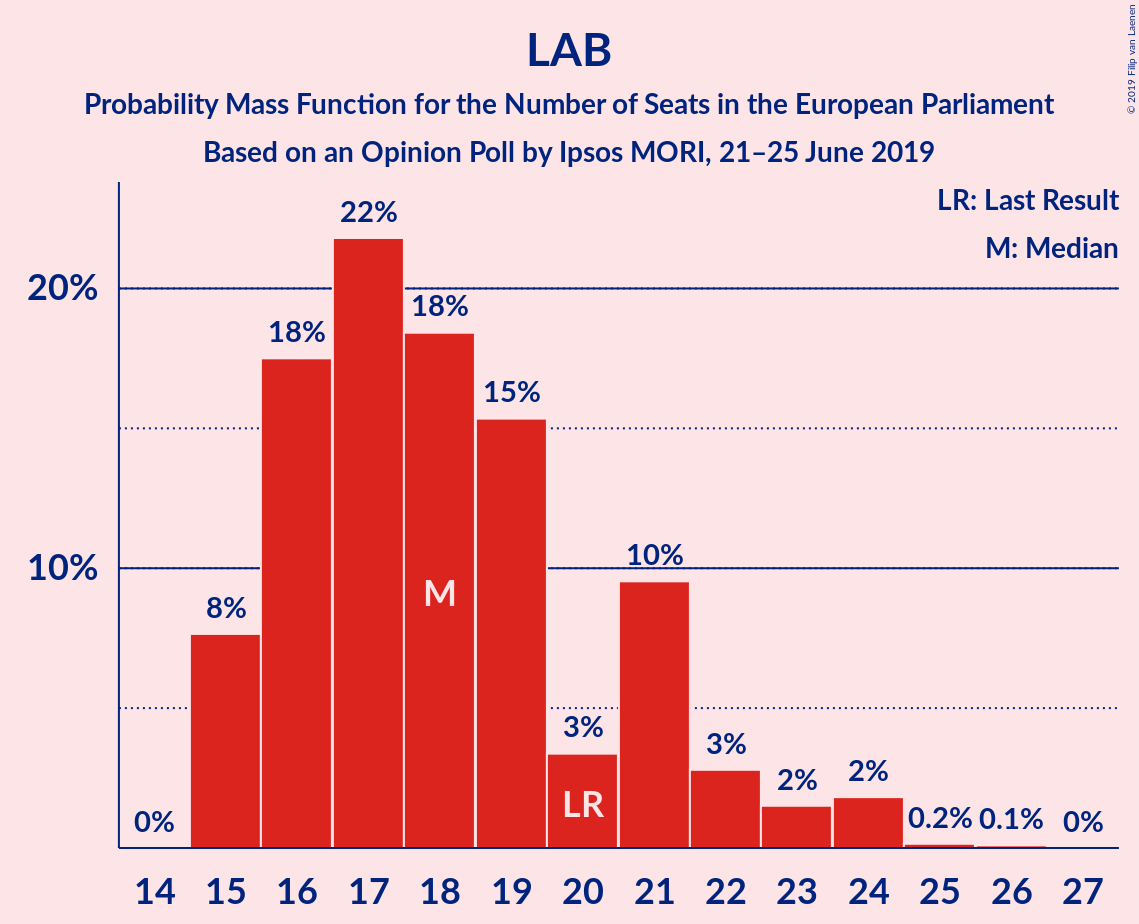 LAB
Probability Mass Function for the Number of Seats in the European Parliament
Based on an Opinion Poll by Ipsos MORI, 21–25 June 2019
© 2019 Filip van Laenen
LR: Last Result
M: Median
20%
10%
0%
8%
18%
22%
18%
15%
3%
10%
3%
2%
2%
0.2%
0.1%
0%
M
LR
14 15 16 17 18 19 20 21 22 23 24 25 26 27